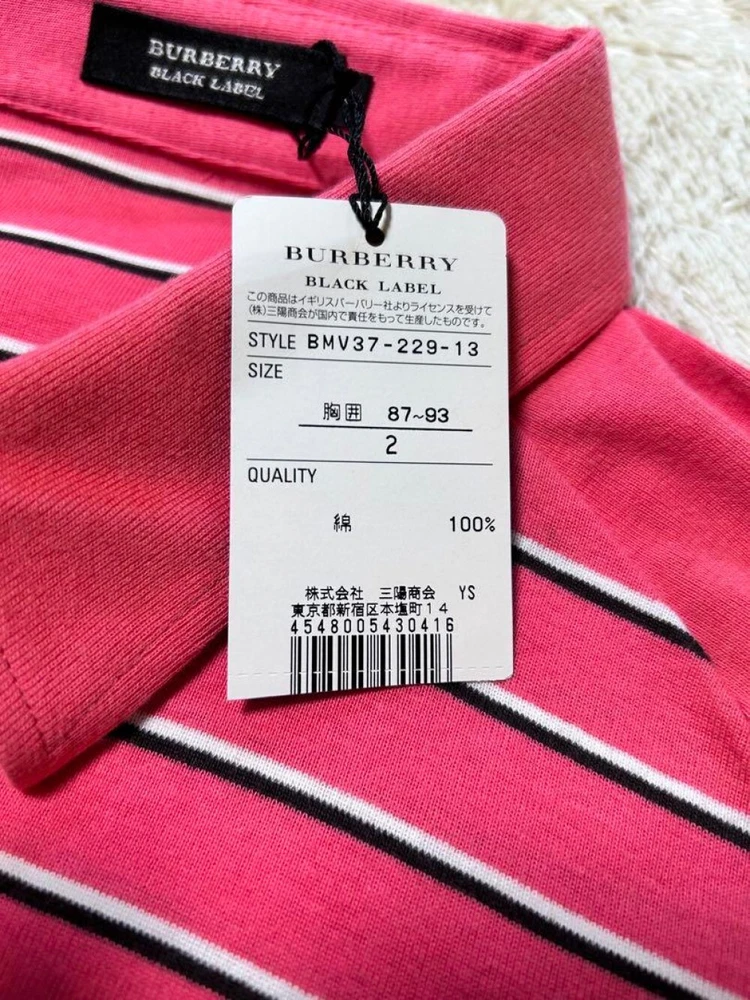 BURBERRY
BLACK LABEL
BURBERRY
BLACK LABEL
この商品はイギリスバーバリー社よりライセンスを受けて
(株)三陽商会が国内で責任をもって生産したものです。
STYLE BMV37-229-13
SIZE
胸囲 87~93
2
QUALITY
綿 100%
株式会社 三陽商会 YS
東京都新宿区本塩町14
4548005430416